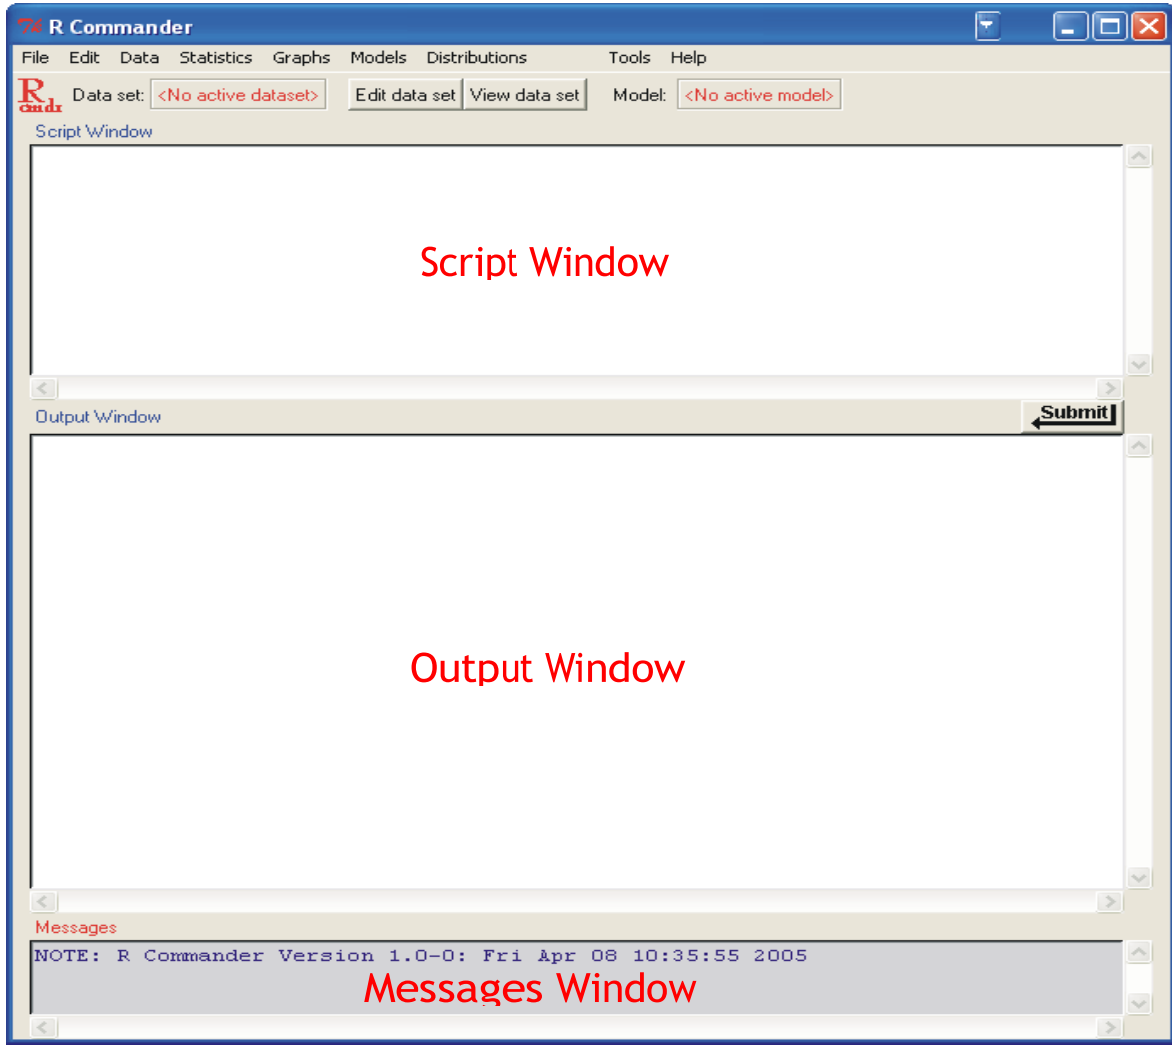 R Commander
File Edit Data Statistics Graphs Models Distributions Tools Help
R cmdr Data set: <No active dataset> Edit data set View data set Model: <No active model>
Script Window
Script Window
Output Window Submit
Output Window
Messages
NOTE: R Commander Version 1.0-0: Fri Apr 08 10:35:55 2005
Messages Window